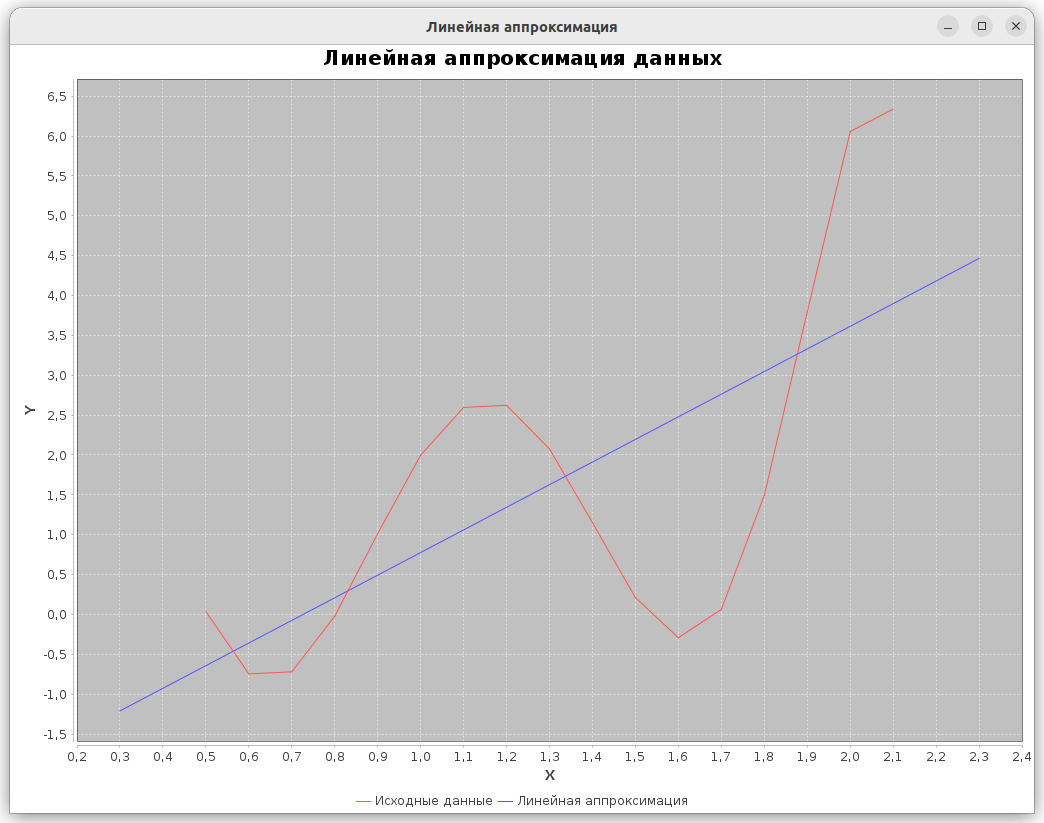 Линейная аппроксимация
Линейная аппроксимация данных
6,5
6,0
5,5
5,0
4,5
4,0
3,5
3,0
2,5
2,0
1,5
1,0
0,5
0,0
-0,5
-1,0
-1,5
Y
0,2 0,3 0,4 0,5 0,6 0,7 0,8 0,9 1,0 1,1 1,2 1,3 1,4 1,5 1,6 1,7 1,8 1,9 2,0 2,1 2,2 2,3 2,4
X
Исходные данные Линейная аппроксимация